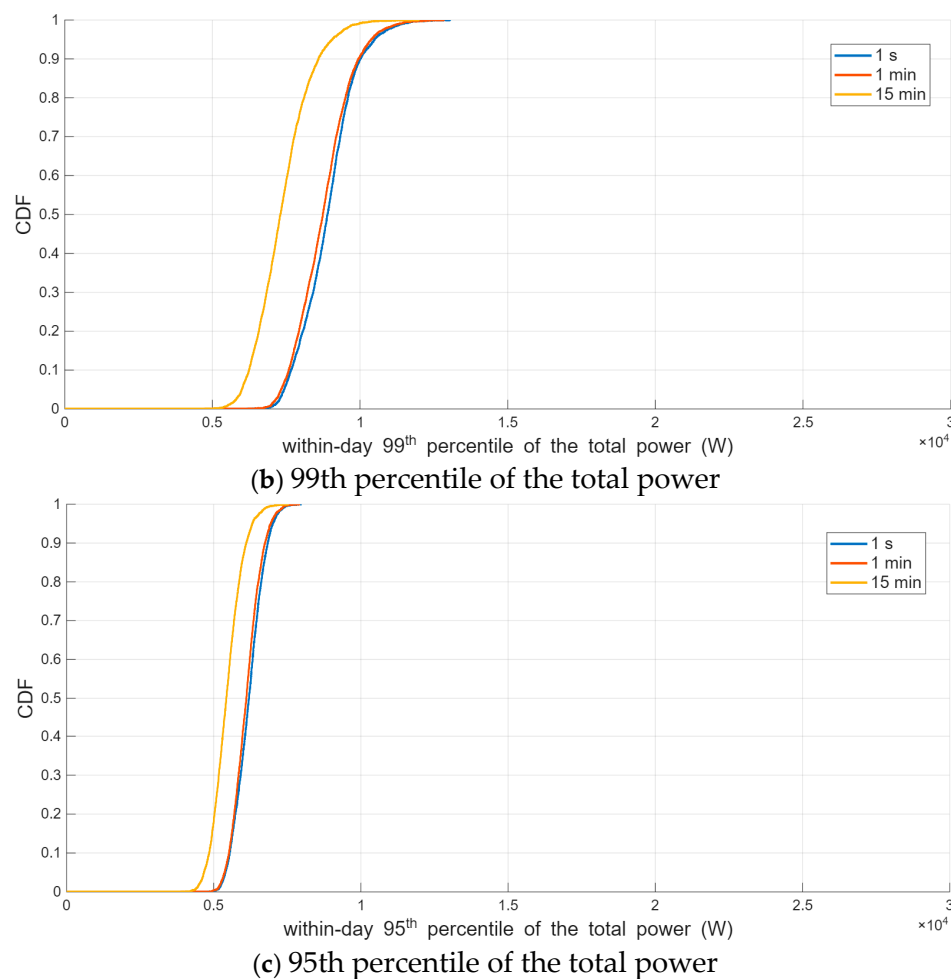 1
0.9
0.8
0.7
0.6
0.5
0.4
0.3
0.2
0.1
0
CDF
1 s
1 min
15 min
0 0.5 1 1.5 2 2.5 3
×10⁴
within-day 99th percentile of the total power (W)
(b) 99th percentile of the total power
1
0.9
0.8
0.7
0.6
0.5
0.4
0.3
0.2
0.1
0
CDF
1 s
1 min
15 min
0 0.5 1 1.5 2 2.5 3
×10⁴
within-day 95th percentile of the total power (W)
(c) 95th percentile of the total power